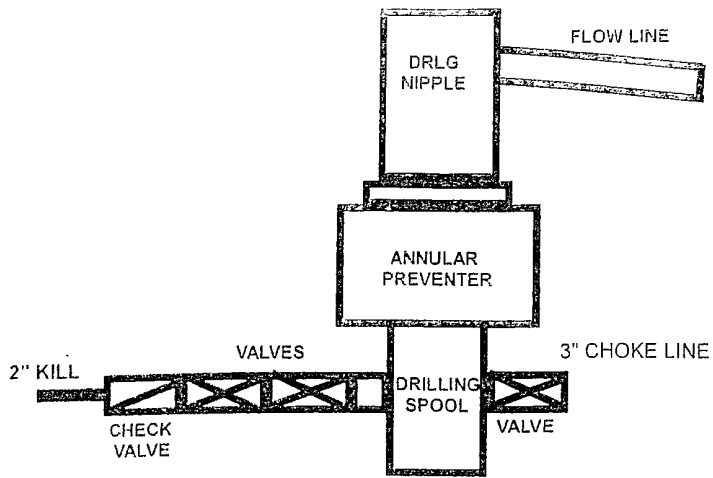 FLOW LINE
DRLG
NIPPLE
ANNULAR
PREVENTER
VALVES
3" CHOKE LINE
2" KILL
DRILLING
SPOOL
CHECK
VALVE
VALVE